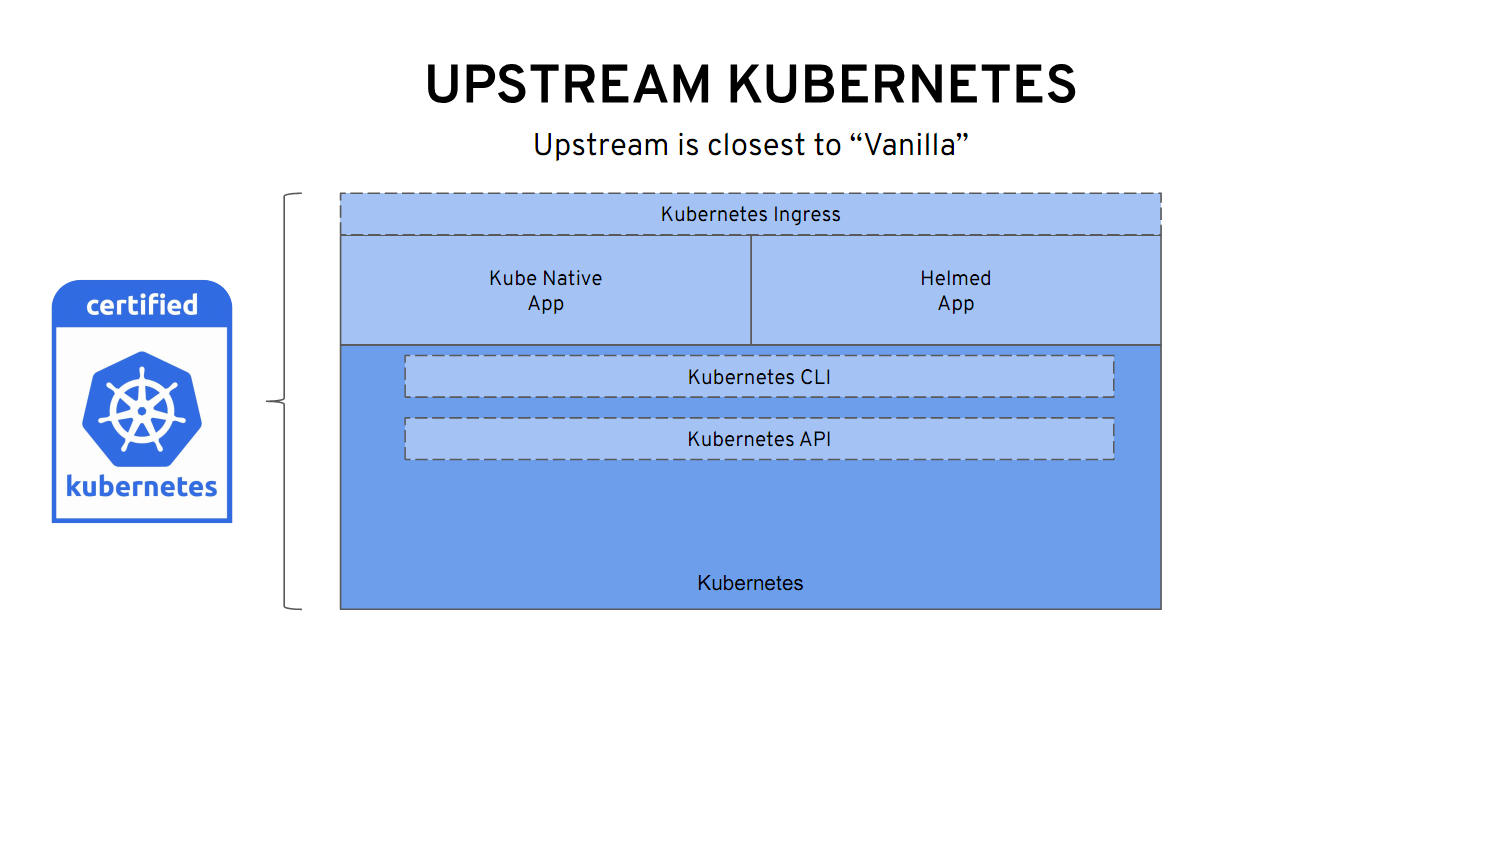 UPSTREAM KUBERNETES
Upstream is closest to “Vanilla”
certified
kubernetes
Kubernetes Ingress
Kube Native
App
Helmed
App
Kubernetes CLI
Kubernetes API
Kubernetes